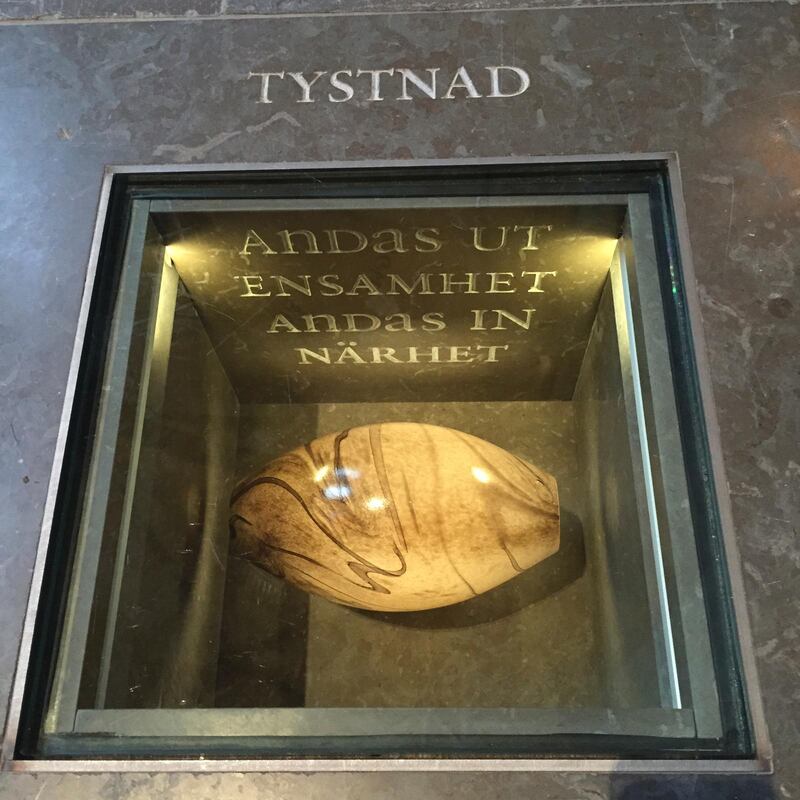 TYSTNAD
ANDAS UT
ENSAMHET
ANDAS IN
NÄRHET